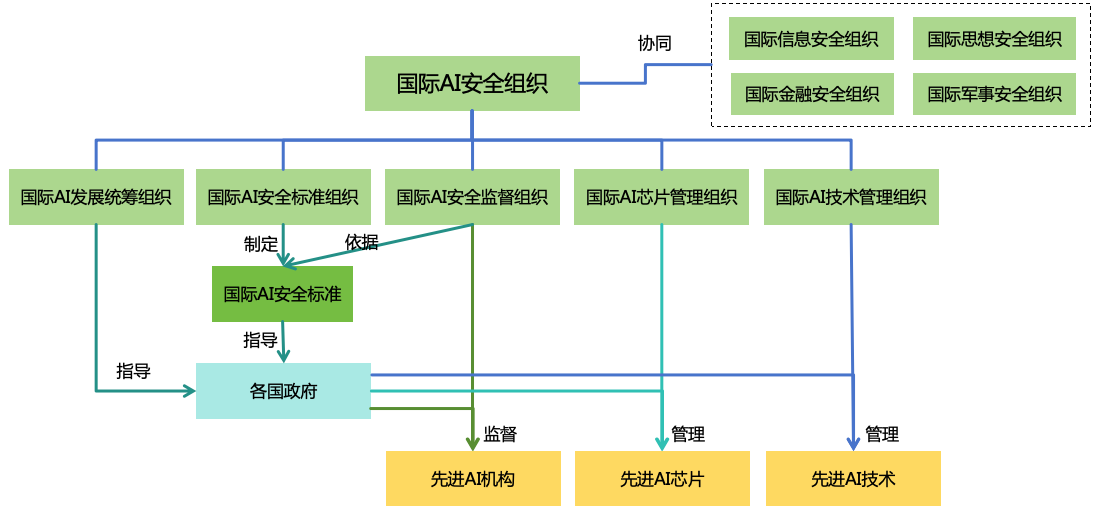 协同
国际信息安全组织
国际思想安全组织
国际AI安全组织
国际金融安全组织
国际军事安全组织
国际AI发展统筹组织
国际AI安全标准组织
国际AI安全监督组织
国际AI芯片管理组织
国际AI技术管理组织
制定
依据
国际AI安全标准
指导
指导
各国政府
监督
管理
管理
先进AI机构
先进AI芯片
先进AI技术